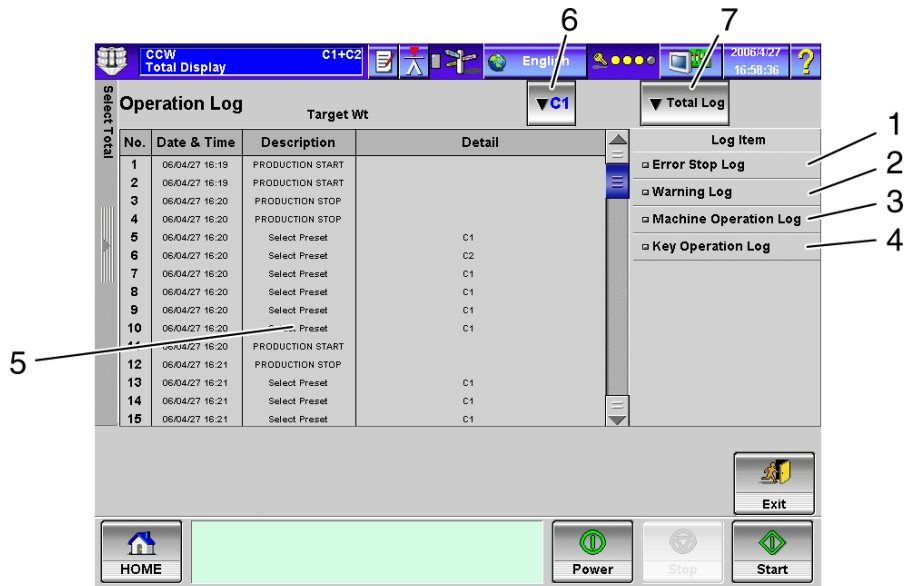 6 7
CCW C1+C2
Total Display
English
2006/4/27
16:58:36
?
Select Total
Operation Log
Target Wt
▼C1
▼ Total Log
No. Date & Time Description Detail
1 06/04/27 16:19 PRODUCTION START
2 06/04/27 16:19 PRODUCTION START
3 06/04/27 16:20 PRODUCTION STOP
4 06/04/27 16:20 PRODUCTION STOP
5 06/04/27 16:20 Select Preset C1
6 06/04/27 16:20 Select Preset C2
7 06/04/27 16:20 Select Preset C1
8 06/04/27 16:20 Select Preset C1
9 06/04/27 16:20 Select Preset C1
10 06/04/27 16:20 Select Preset C1
11 06/04/27 16:20 PRODUCTION START
12 06/04/27 16:21 PRODUCTION STOP
13 06/04/27 16:21 Select Preset C1
14 06/04/27 16:21 Select Preset C1
15 06/04/27 16:21 Select Preset C1
Log Item
Error Stop Log
Warning Log
Machine Operation Log
Key Operation Log
1
2
3
4
5
Exit
HOME
Power
Stop
Start